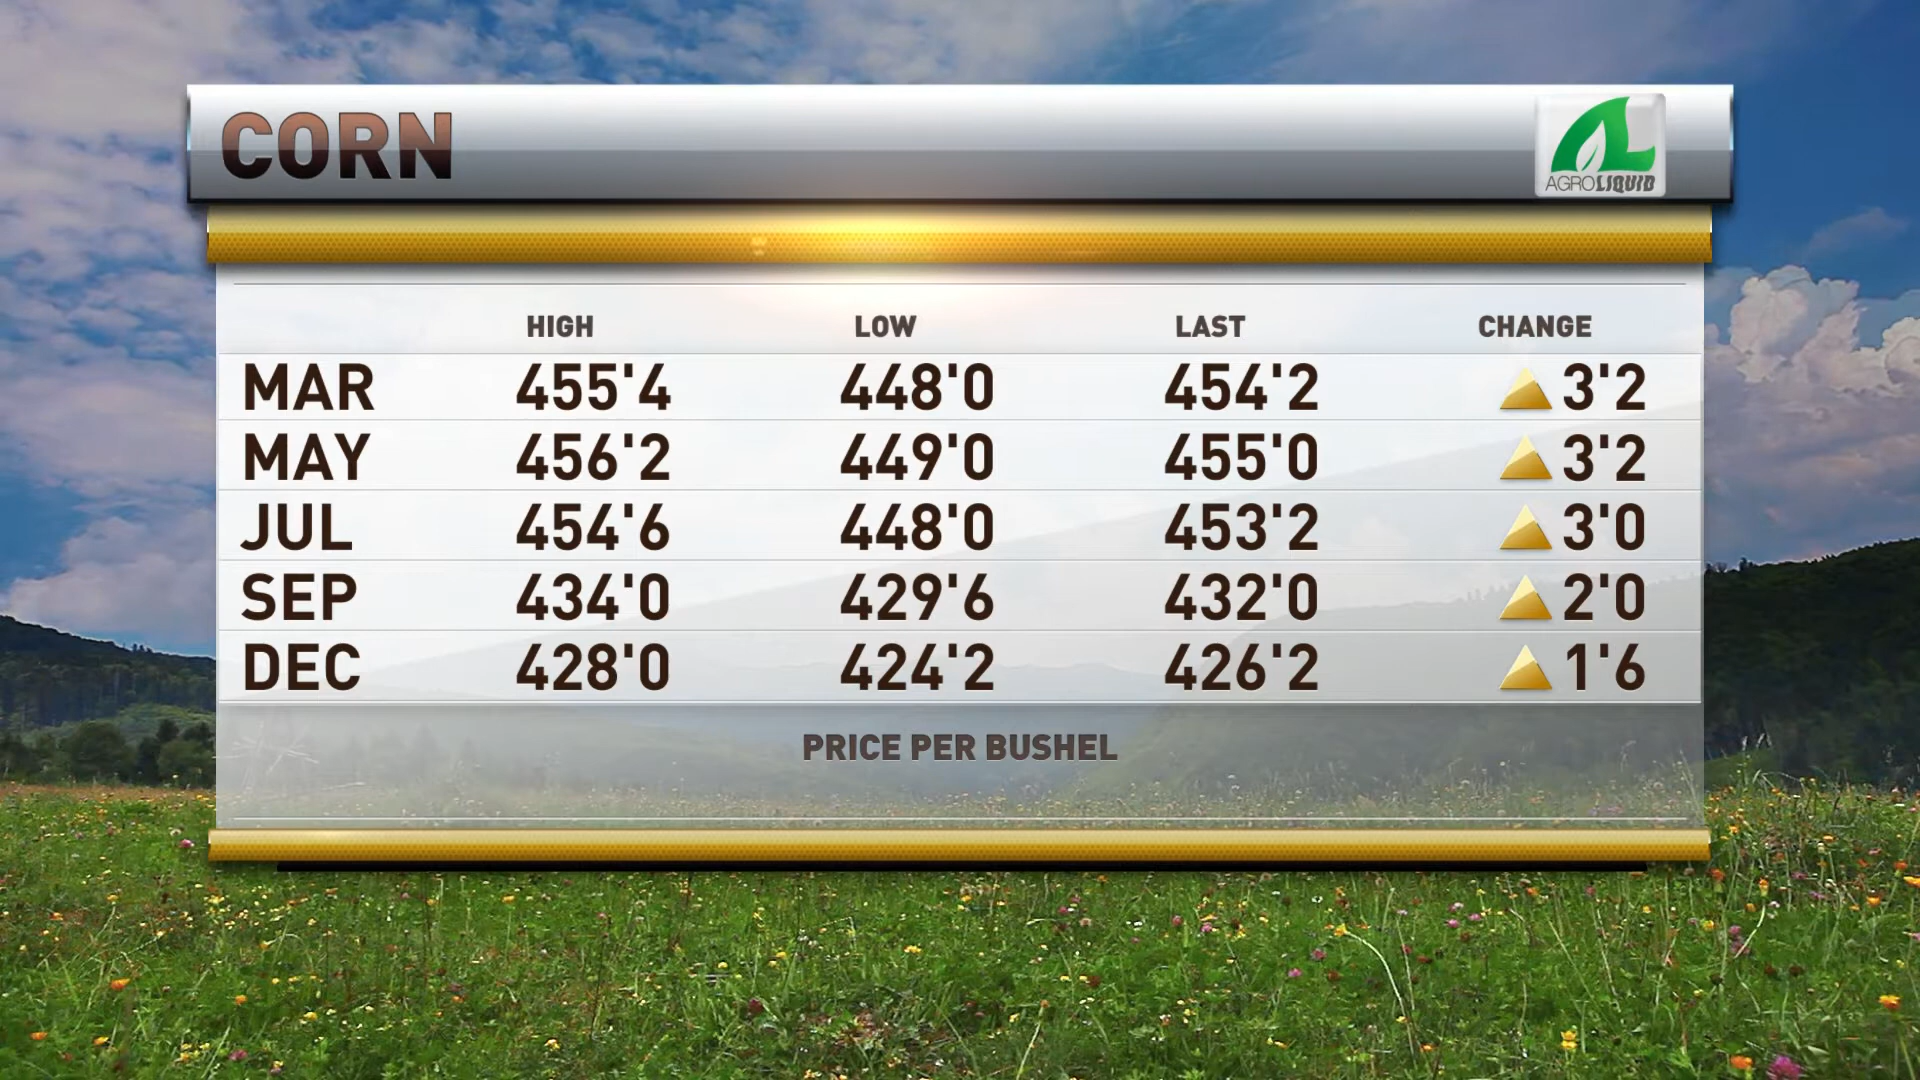 CORN
AGROLIQUID
HIGH LOW LAST CHANGE
MAR 455'4 448'0 454'2 3'2
MAY 456'2 449'0 455'0 3'2
JUL 454'6 448'0 453'2 3'0
SEP 434'0 429'6 432'0 2'0
DEC 428'0 424'2 426'2 1'6
PRICE PER BUSHEL